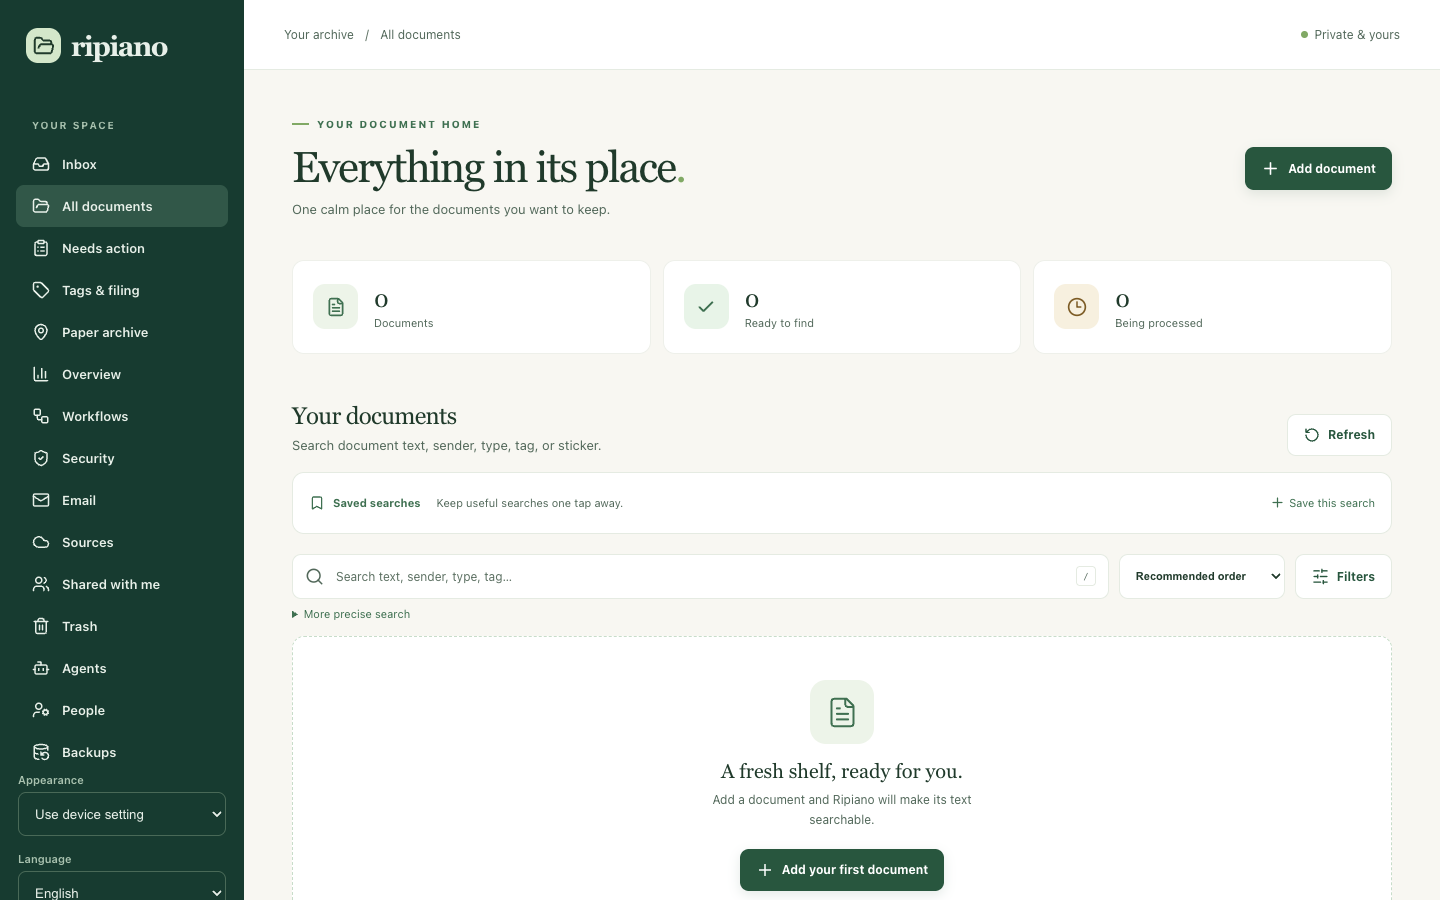 ripiano
YOUR SPACE
Inbox
All documents
Needs action
Tags & filing
Paper archive
Overview
Workflows
Security
Email
Sources
Shared with me
Trash
Agents
People
Backups
Appearance
Use device setting
Language
English
Your archive / All documents
Private & yours
YOUR DOCUMENT HOME
Everything in its place.
One calm place for the documents you want to keep.
Add document
0
Documents
0
Ready to find
0
Being processed
Your documents
Search document text, sender, type, tag, or sticker.
Refresh
Saved searches Keep useful searches one tap away.
Save this search
Search text, sender, type, tag...
/
Recommended order
Filters
More precise search
A fresh shelf, ready for you.
Add a document and Ripiano will make its text
searchable.
Add your first document